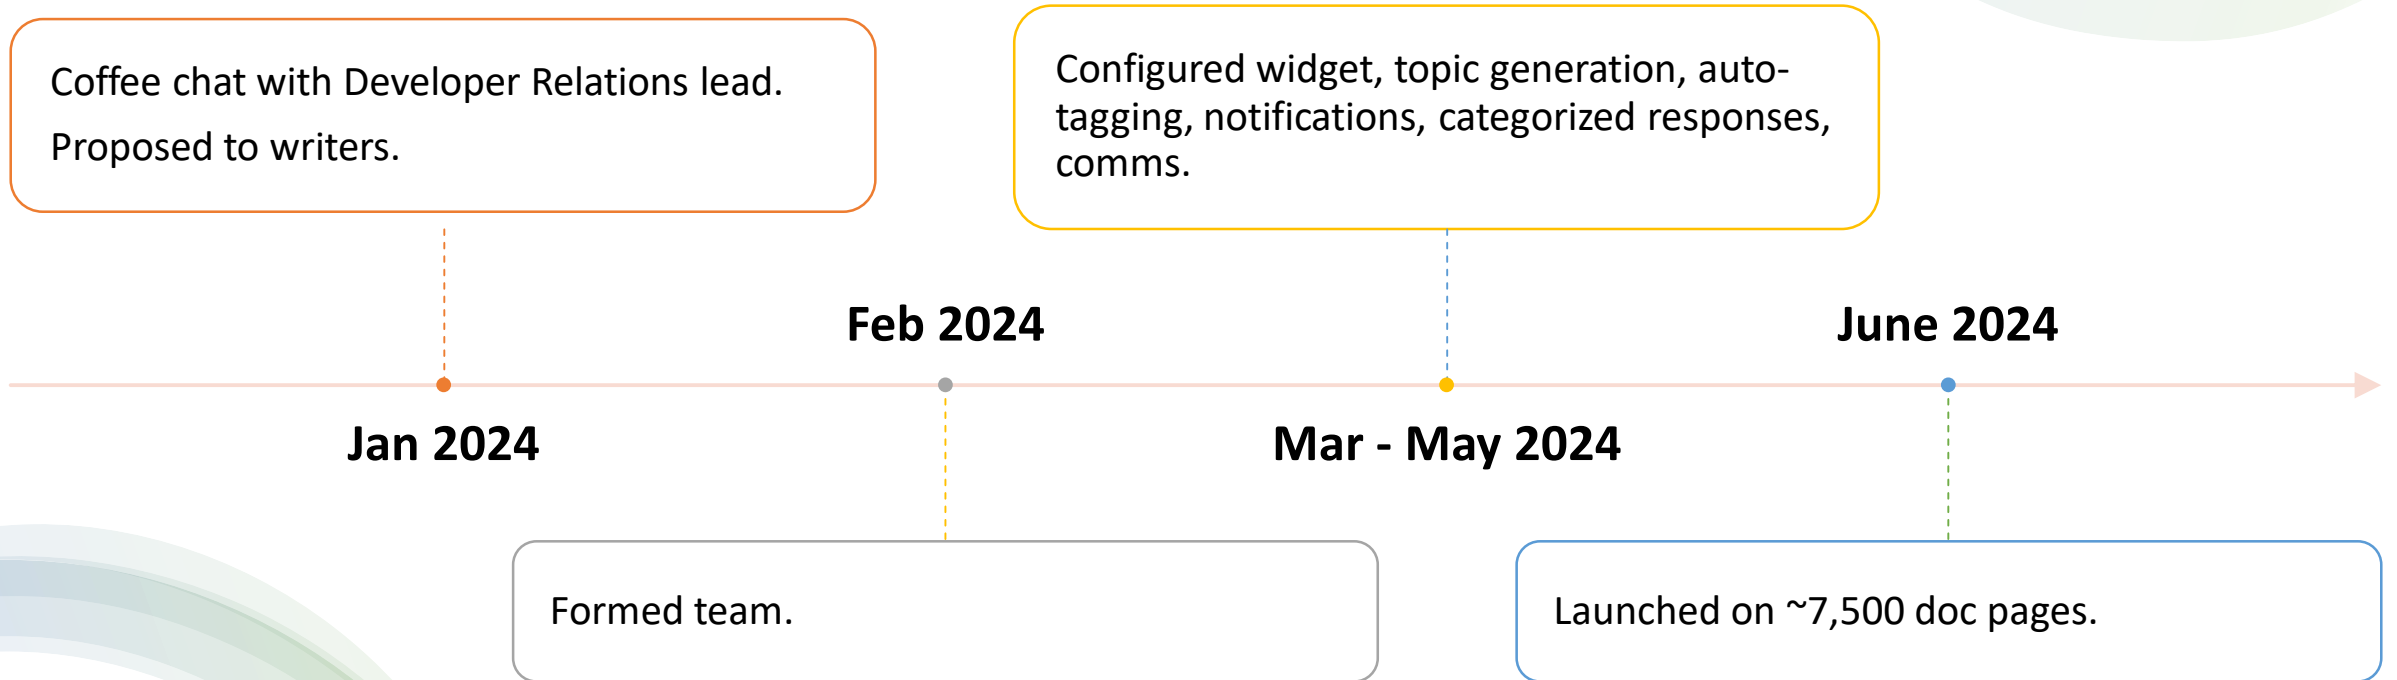 Coffee chat with Developer Relations lead.
Proposed to writers.
Configured widget, topic generation, auto-
tagging, notifications, categorized responses,
comms.
Feb 2024
June 2024
Jan 2024
Mar - May 2024
Formed team.
Launched on ~7,500 doc pages.